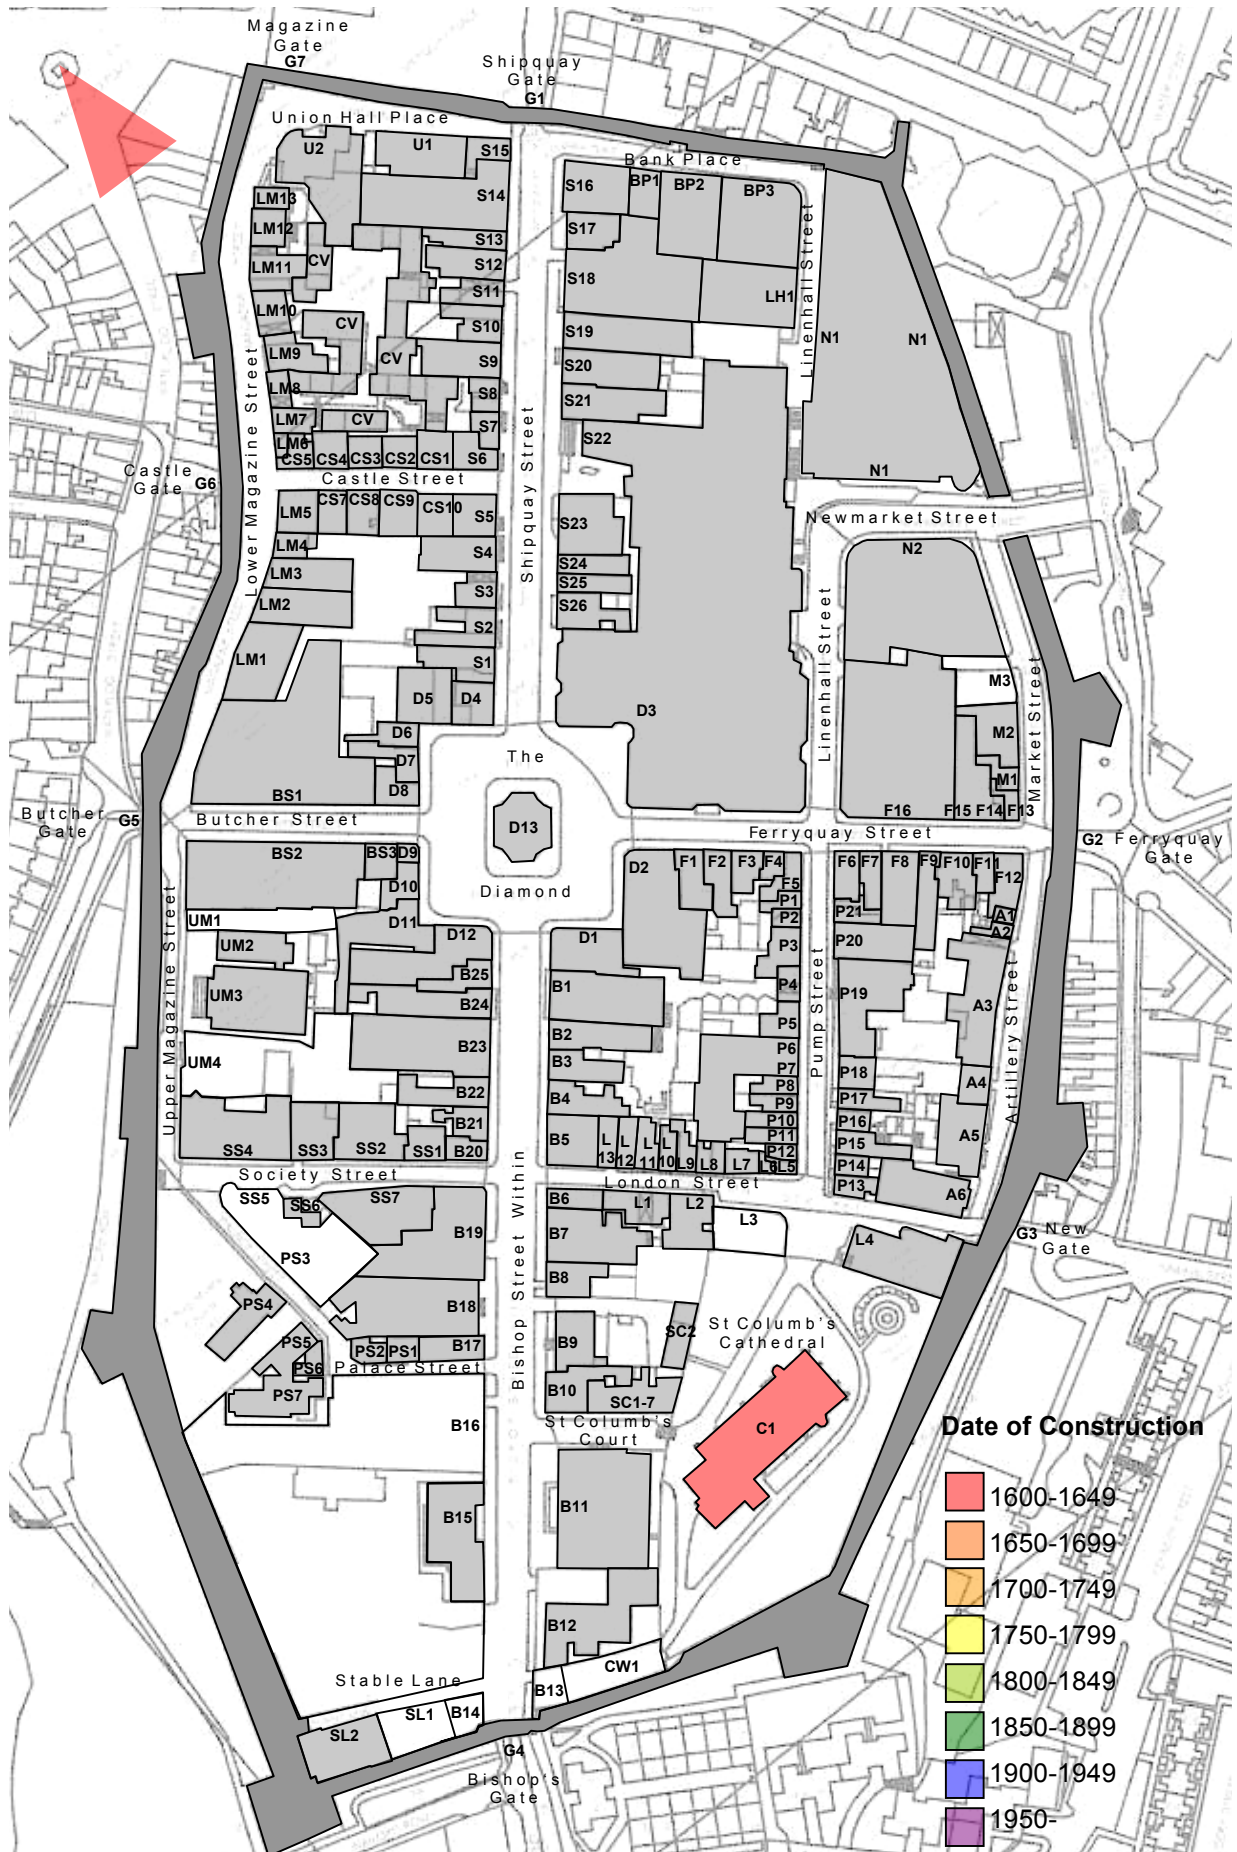 Magazine
Gate
G7
Shipquay
Gate
G1
Union Hall Place
U2
U1
S15
Bank Place
S14
S16
BP1
BP2
BP3
LM13
LM12
S17
S13
CV
LM11
S12
S18
S11
LH1
LM10
CV
S10
S19
N1
N1
LM9
CV
S9
S20
Linenhall Street
LM8
S8
S21
Lower Magazine Street
LM7
CV
S7
S22
LM6
CS5
CS4
CS3
CS2
CS1
S6
Shipquay Street
Castle
Gate
G6
Castle Street
N1
LM5
CS7
CS8
CS9
CS10
S5
S23
Newmarket Street
LM4
S4
N2
LM3
S24
LM2
S3
S25
S26
S2
LM1
S1
Linenhall Street
M3
D5
D4
D3
Market Street
D6
M2
D7
The
M1
BS1
D8
Butcher
Gate
G5
Butcher Street
D13
F16
F15
F14
F13
Ferryquay Street
G2
Ferryquay
Gate
BS2
BS3
D9
D2
F1
F2
F3
F4
F5
F6
F7
F8
F9
F10
F11
F12
D10
Diamond
P1
UM1
D11
P2
P21
A1
A2
UM2
D12
D1
P3
P20
B25
P4
UM3
B24
B1
P19
A3
Upper Magazine Street
B2
P5
Pump Street
UM4
B23
B3
P6
P7
P18
Artillery Street
B22
B4
P8
P17
A4
P9
B21
P10
P16
SS4
SS3
SS2
SS1
B20
B5
L
13
L
12
L
11
L
10
L9
L8
L7
L6
L5
P11
P12
P15
A5
P14
P13
A6
Society Street
London Street
SS5
SS6
SS7
B6
L1
L2
L3
PS3
B19
B7
L4
G3
New
Gate
B8
Bishop Street Within
PS4
B18
B9
SC2
St Columb's
Cathedral
PS5
PS6
PS2
PS1
B17
Palace Street
PS7
B10
SC1-7
B16
St Columb's
Court
C1
B15
B11
Date of Construction
1600-1649
1650-1699
1700-1749
1750-1799
1800-1849
1850-1899
1900-1949
1950-
B12
CW1
Stable Lane
B13
SL2
SL1
B14
G4
Bishop's
Gate